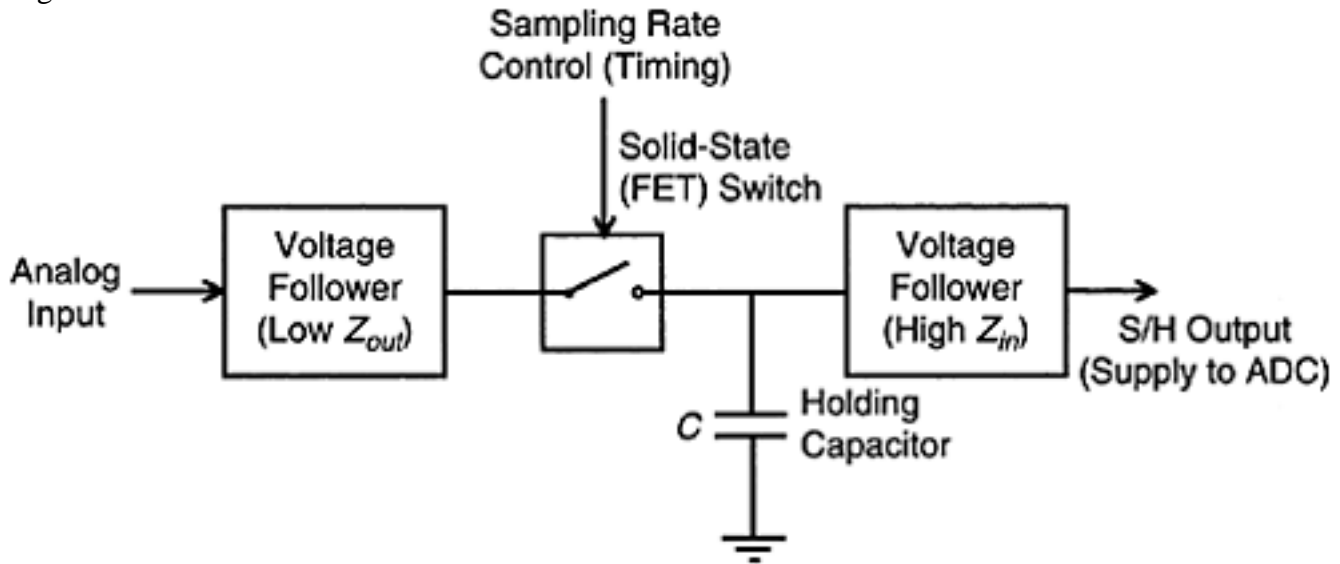 Sampling Rate
Control (Timing)
Solid-State
(FET) Switch
Analog
Input
Voltage
Follower
(Low Zout)
Voltage
Follower
(High Zin)
S/H Output
(Supply to ADC)
C
Holding
Capacitor